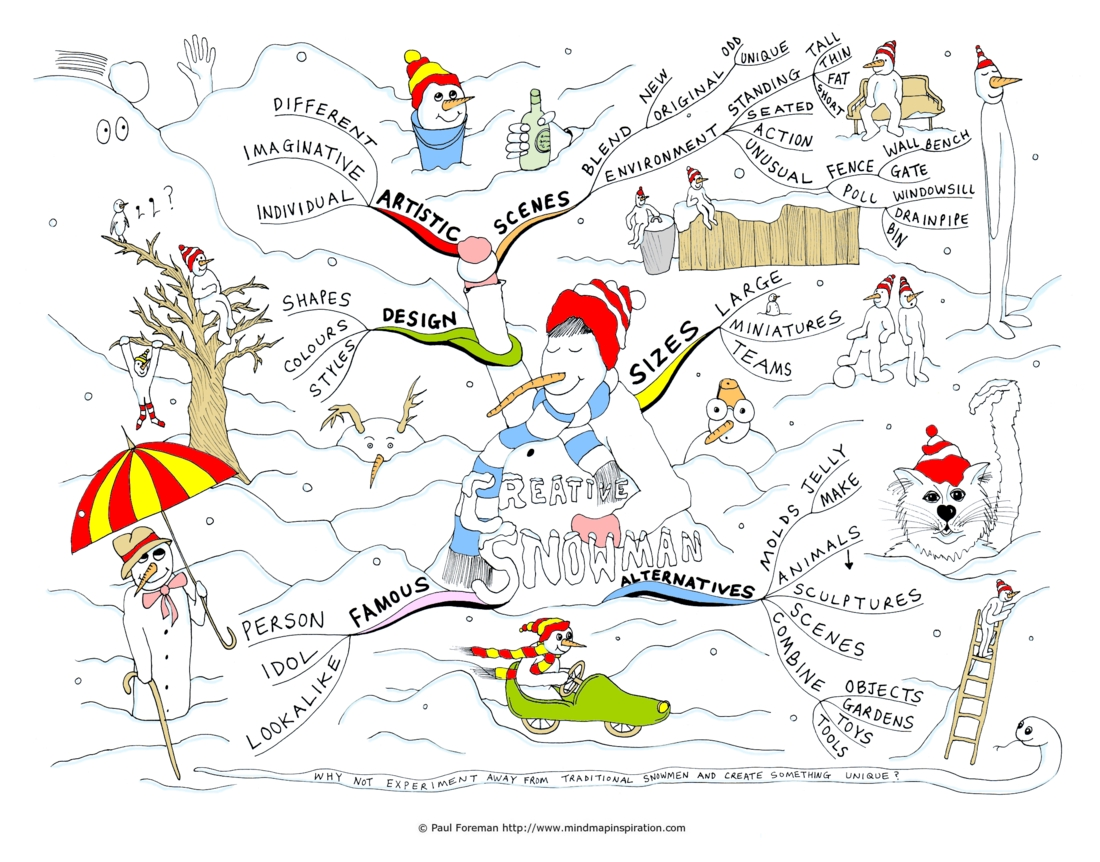 CREATIVE
SNOWMAN
ARTISTIC
DIFFERENT
IMAGINATIVE
INDIVIDUAL
SCENES
BLEND
NEW
ORIGINAL
ODD
UNIQUE
ENVIRONMENT
STANDING
TALL
THIN
FAT
SHORT
SEATED
ACTION
UNUSUAL
FENCE
WALL BENCH
GATE
POLL
WINDOWSILL
DRAINPIPE
BIN
DESIGN
SHAPES
COLOURS
STYLES
SIZES
LARGE
MINIATURES
TEAMS
FAMOUS
PERSON
IDOL
LOOKALIKE
ALTERNATIVES
MOLDS
JELLY
MAKE
ANIMALS
SCULPTURES
SCENES
COMBINE
OBJECTS
GARDENS
TOYS
TOOLS
?
WHY NOT EXPERIMENT AWAY FROM TRADITIONAL SNOWMEN AND CREATE SOMETHING UNIQUE?
© Paul Foreman http://www.mindmapinspiration.com